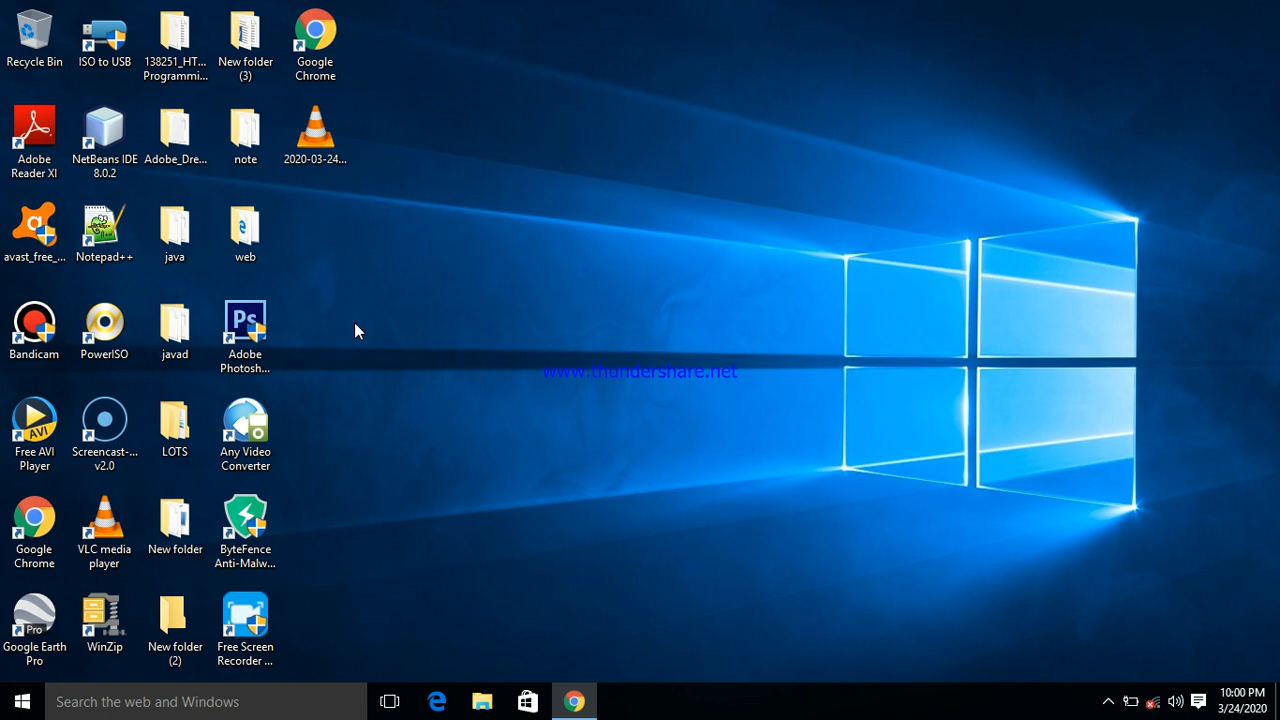 Recycle Bin
ISO to USB
138251_HT...
Programmi...
New folder
(3)
Google
Chrome
Adobe
Reader XI
NetBeans IDE
8.0.2
Adobe_Dre...
note
2020-03-24...
avast_free_...
Notepad++
java
web
Bandicam
PowerISO
javad
Ps
Adobe
Photosh...
www.thundershare.net
AVI
Free AVI
Player
Screencast-...
v2.0
LOTS
Any Video
Converter
Google
Chrome
VLC media
player
New folder
ByteFence
Anti-Malw...
Pro
Google Earth
Pro
WinZip
New folder
(2)
Free Screen
Recorder ...
Search the web and Windows
10:00 PM
3/24/2020